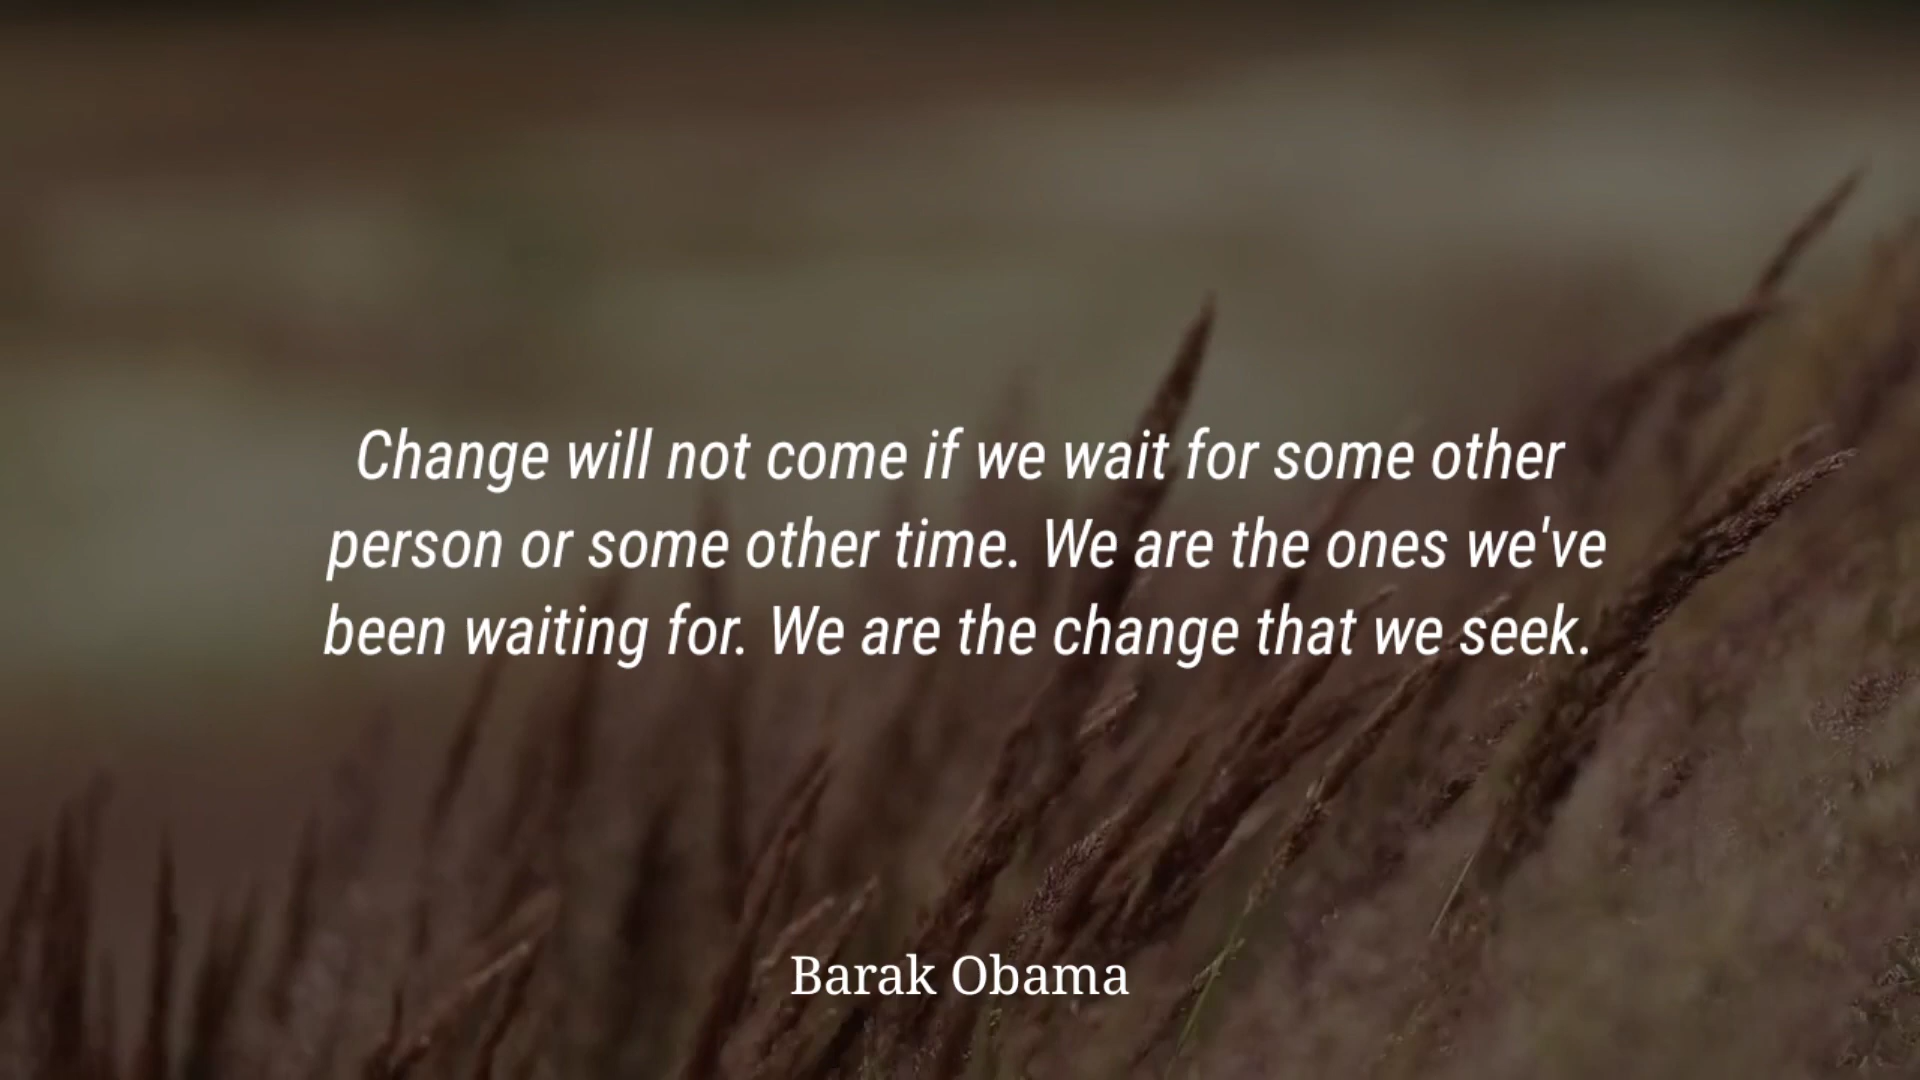 Change will not come if we wait for some other
person or some other time. We are the ones we've
been waiting for. We are the change that we seek.
Barak Obama